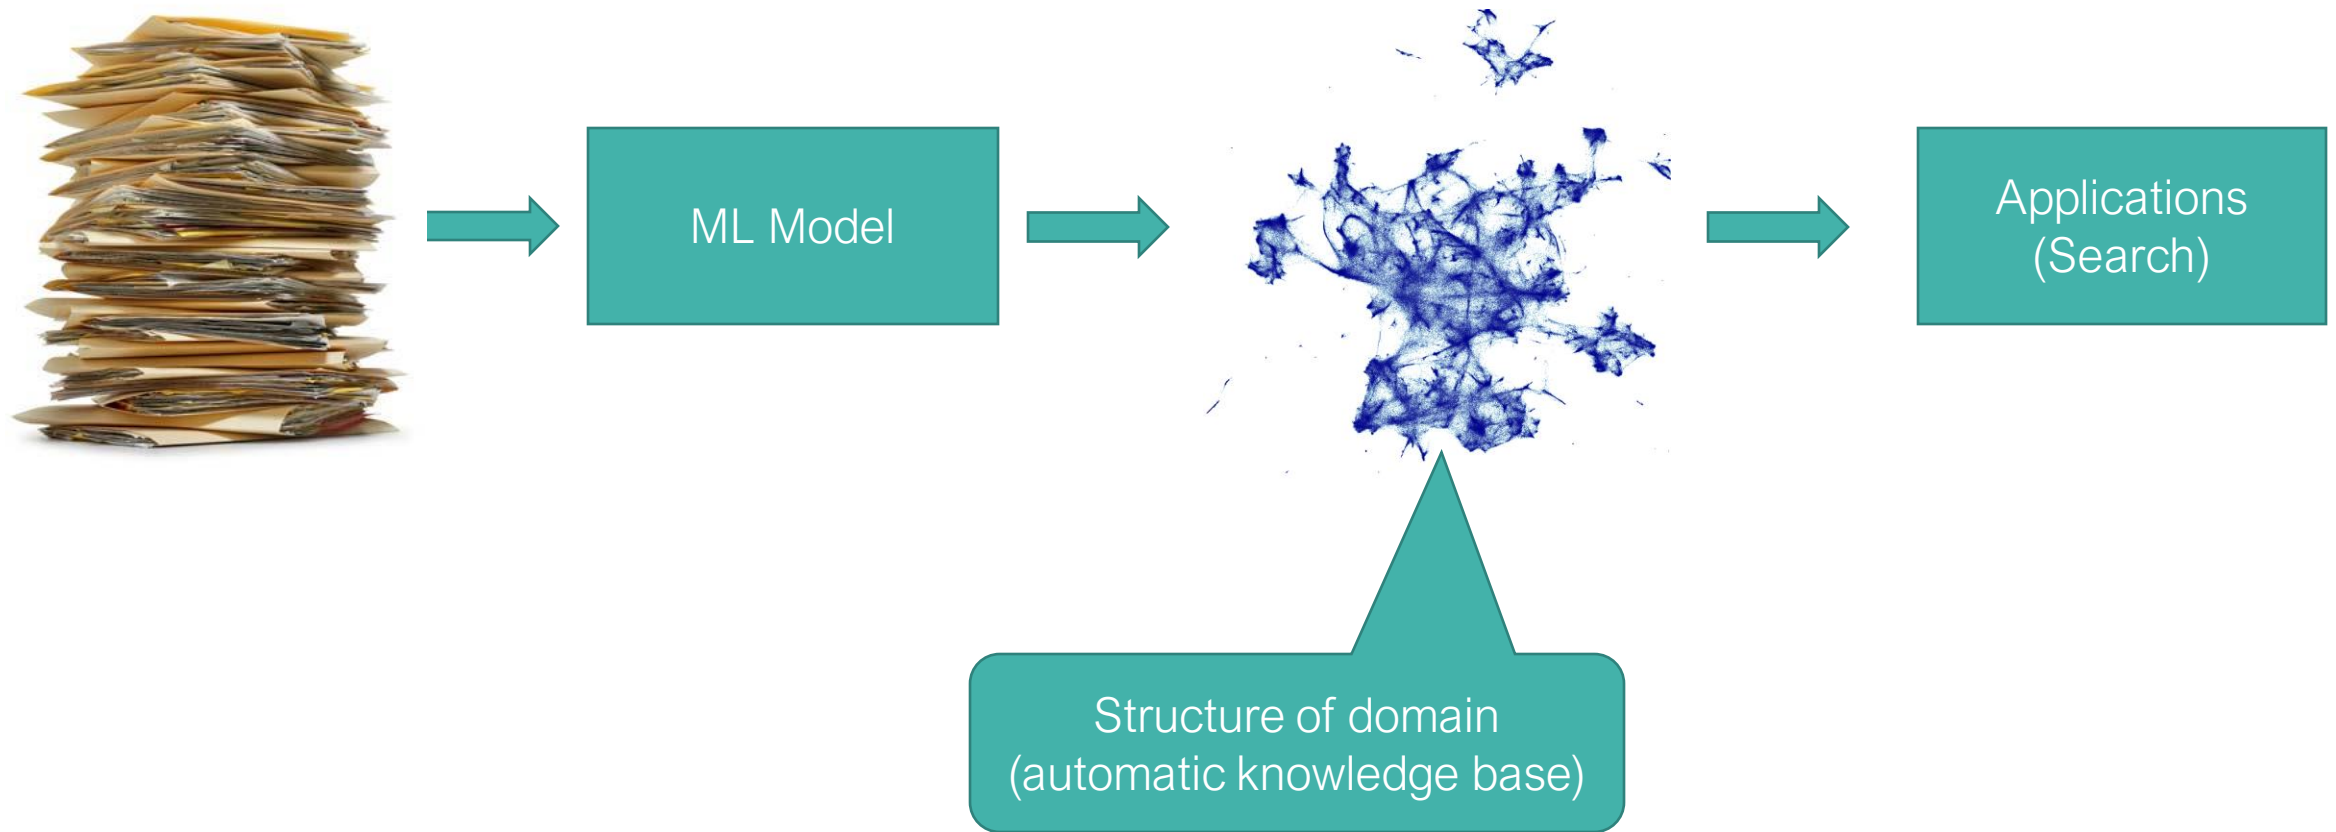 ML Model
Applications
(Search)
Structure of domain
(automatic knowledge base)